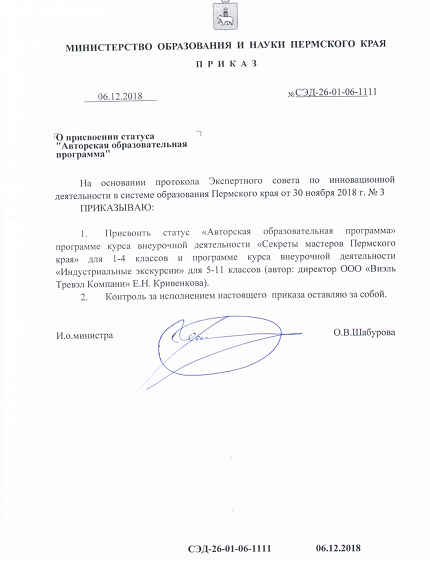 МИНИСТЕРСТВО ОБРАЗОВАНИЯ И НАУКИ ПЕРМСКОГО КРАЯ
ПРИКАЗ
06.12.2018 № СЭД-26-01-06-1111
О присвоении статуса
"Авторская образовательная
программа"
На основании протокола Экспертного совета по инновационной
деятельности в системе образования Пермского края от 30 ноября 2018 г. № 3
ПРИКАЗЫВАЮ:
1. Присвоить статус «Авторская образовательная программа»
программе курса внеурочной деятельности «Секреты мастеров Пермского
края» для 1-4 классов и программе курса внеурочной деятельности
«Индустриальные экскурсии» для 5-11 классов (автор: директор ООО «Виэль
Тревэл Компани» Е.Н. Кривенкова).
2. Контроль за исполнением настоящего приказа оставляю за собой.
И.о.министра О.В.Шабурова
СЭД-26-01-06-1111 06.12.2018